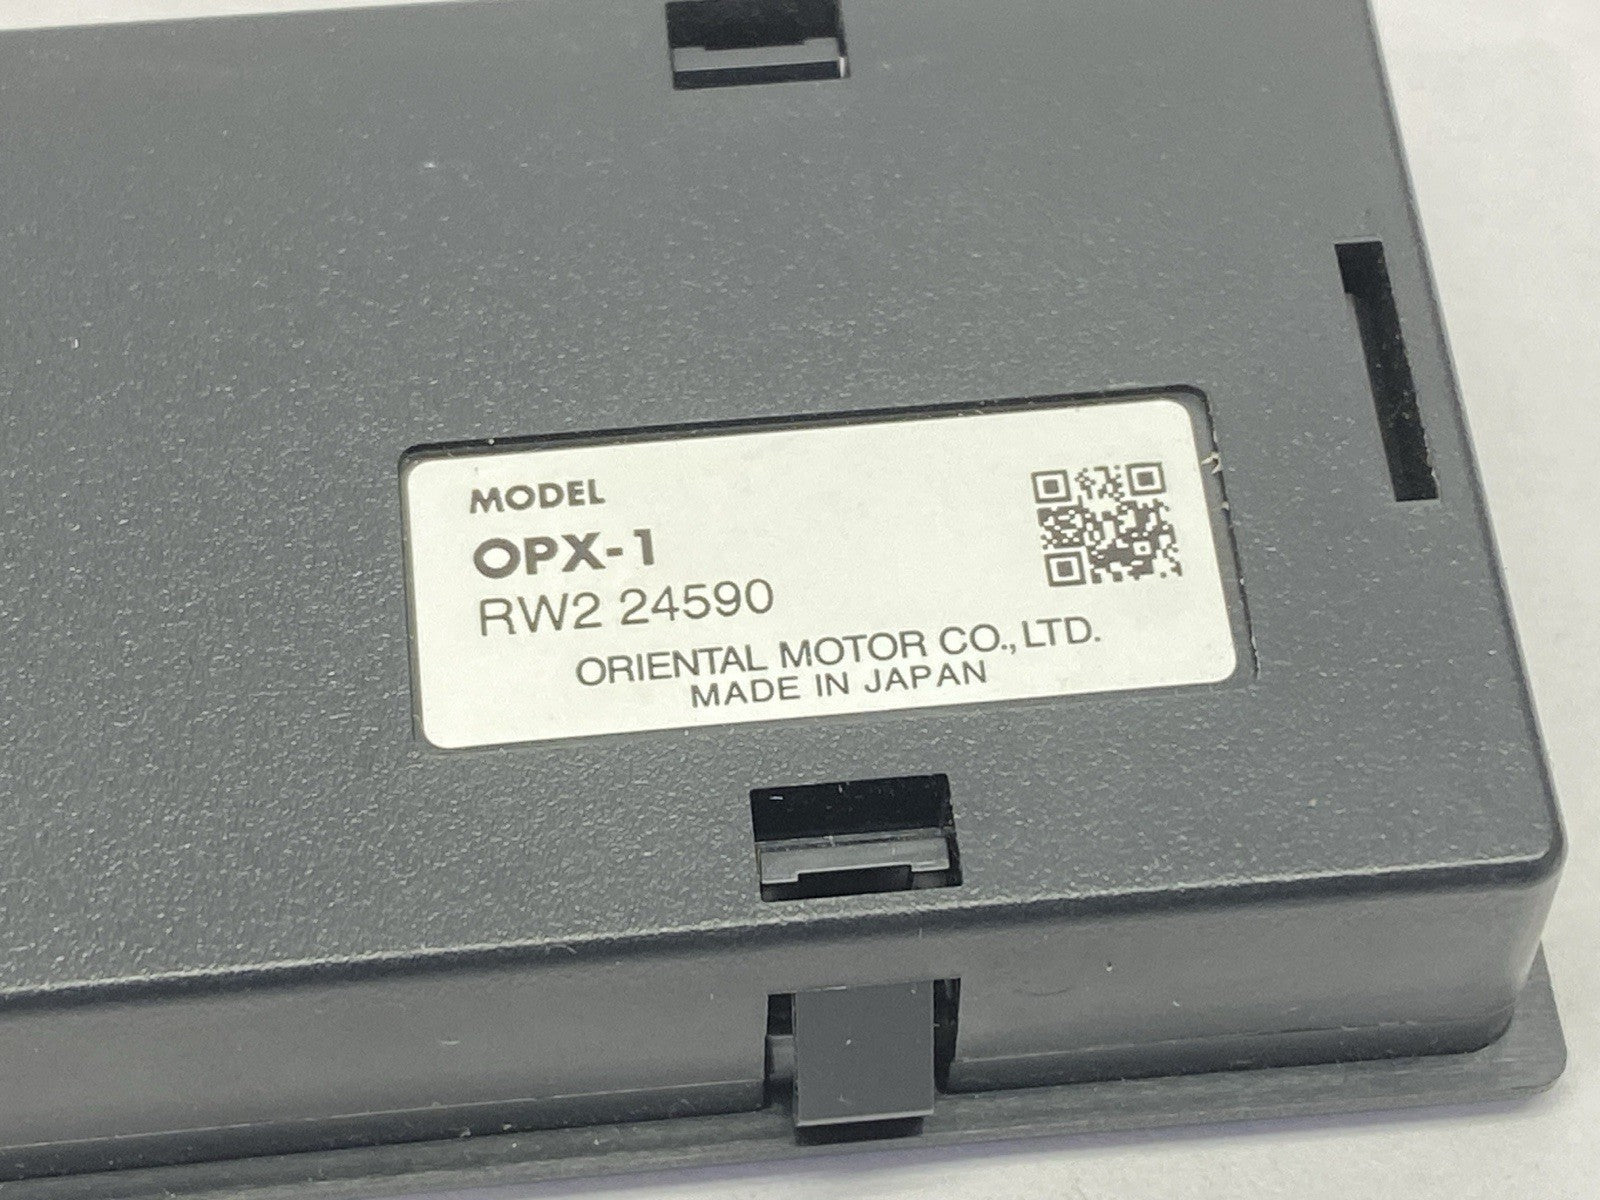 MODEL
OPX-1
RW2 24590
ORIENTAL MOTOR CO., LTD.
MADE IN JAPAN